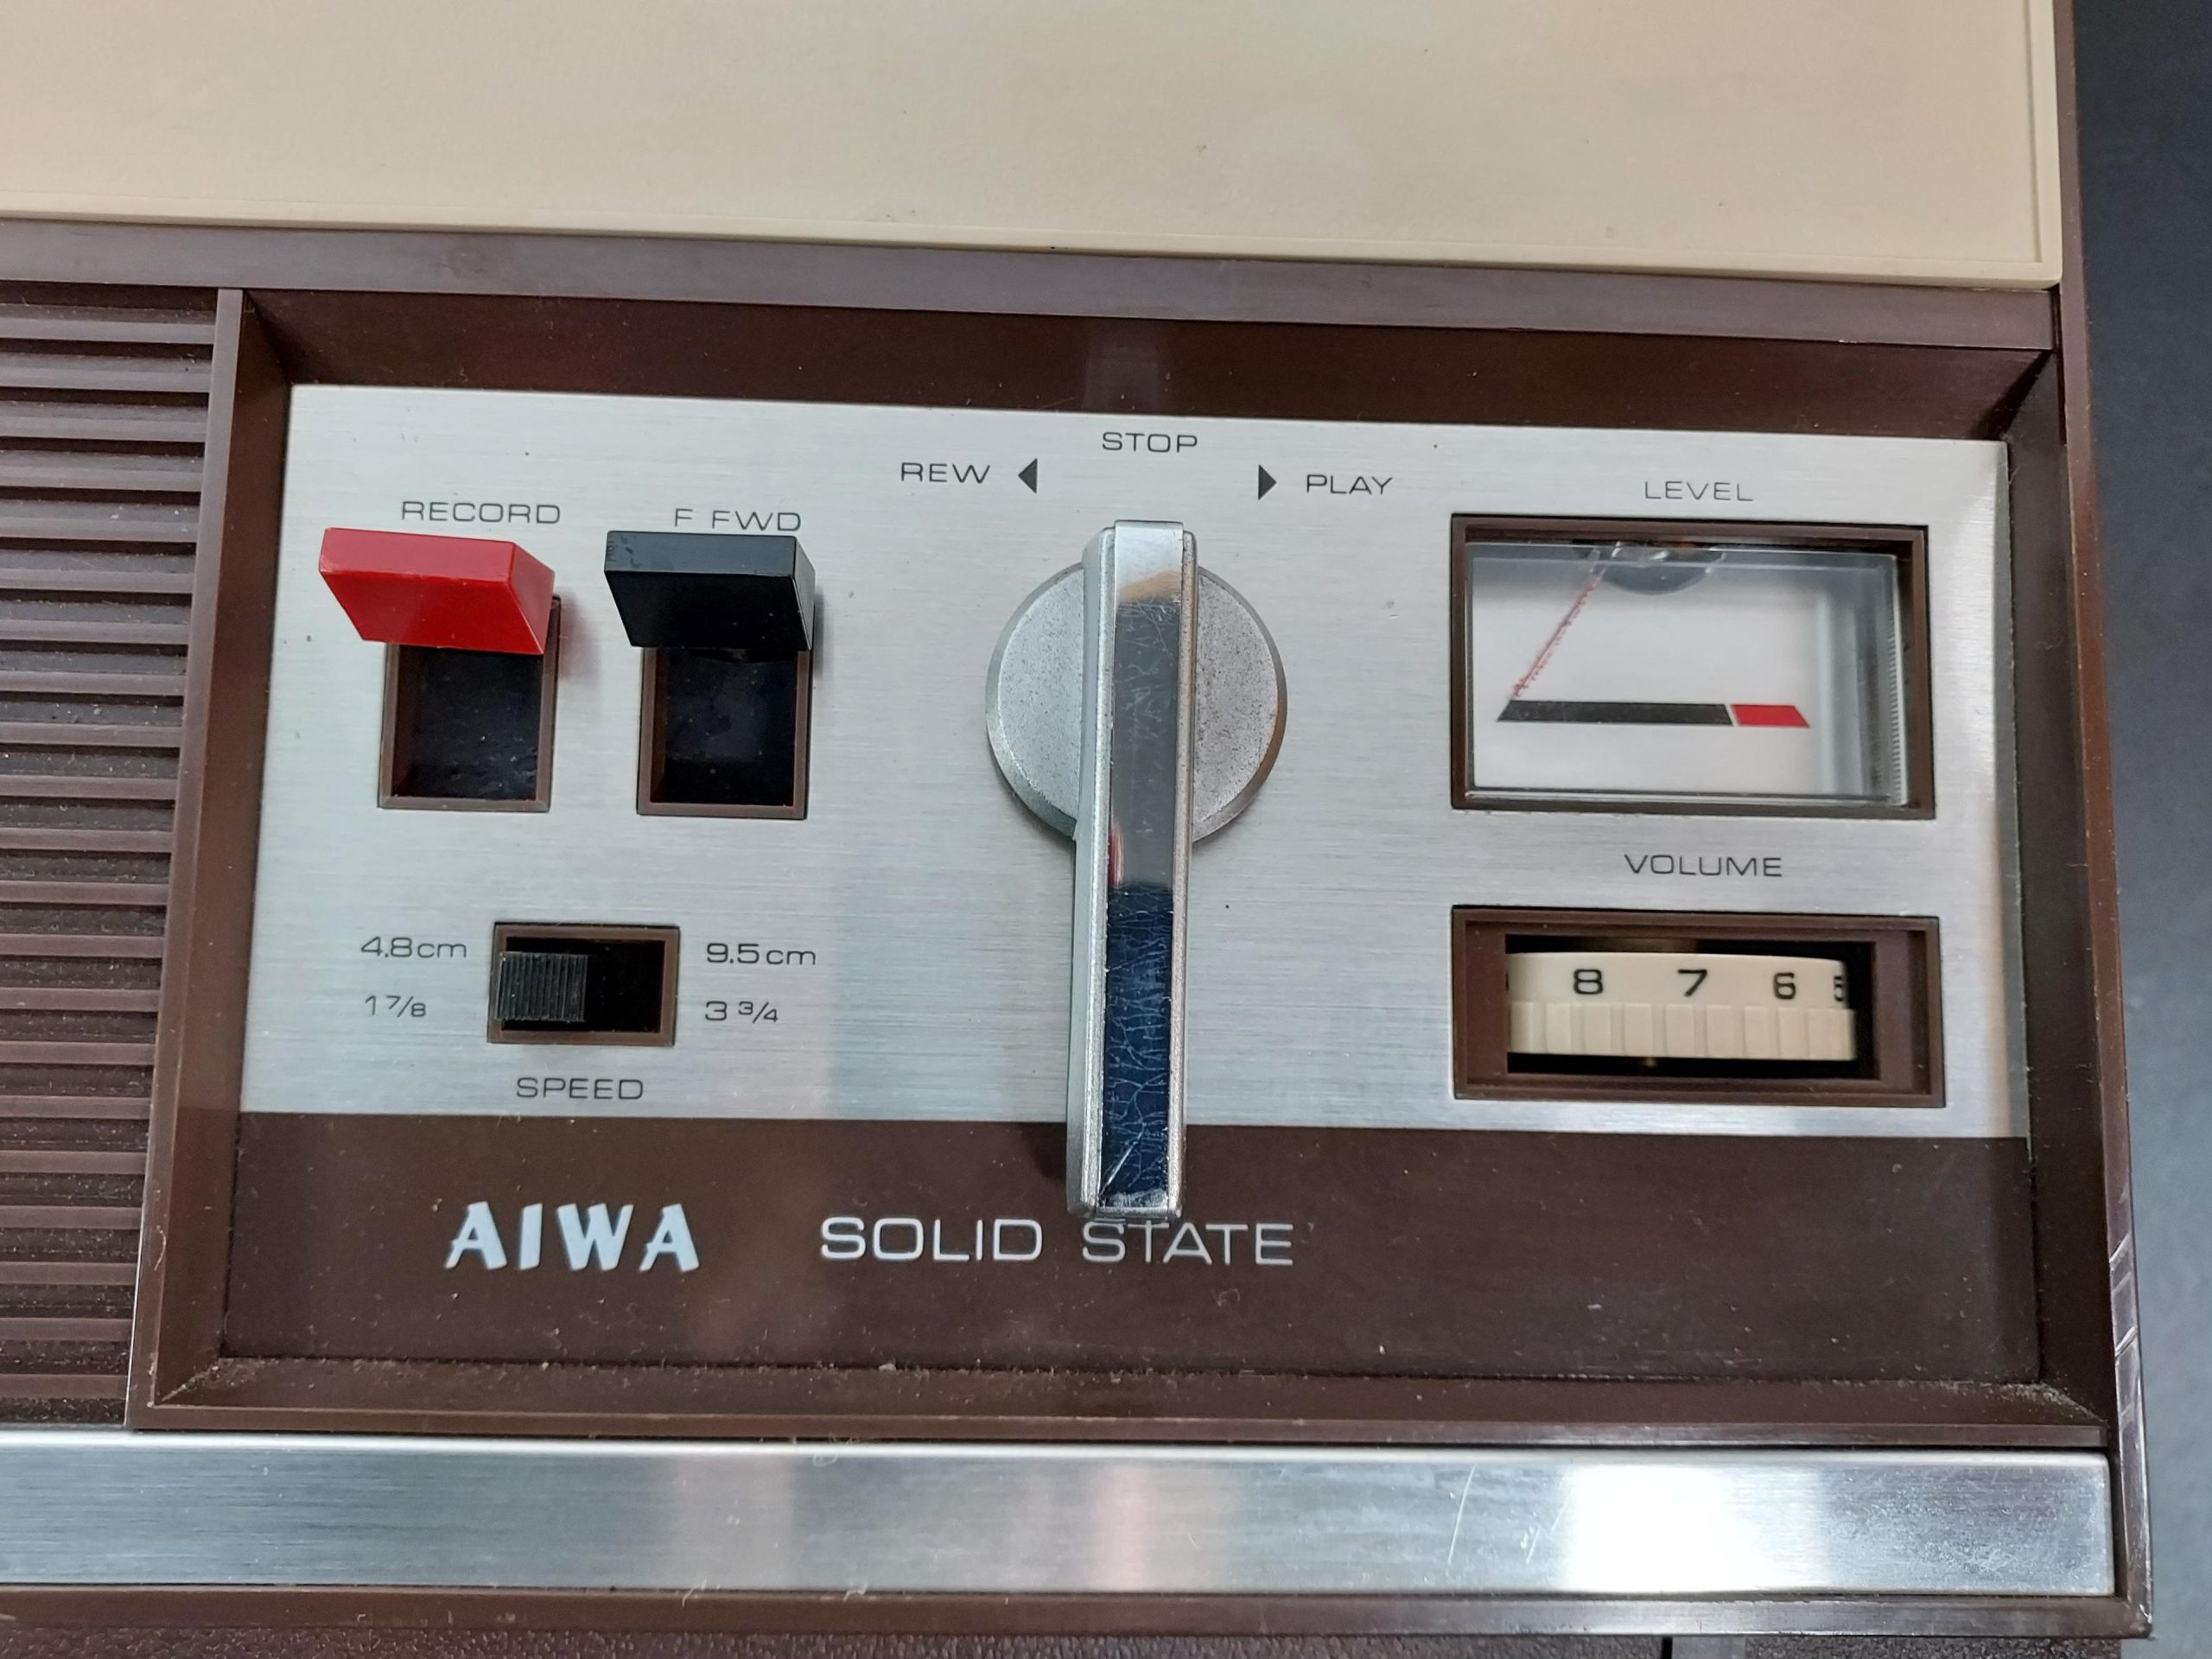 STOP
REW ◀ ▶ PLAY
LEVEL
RECORD F FWD
VOLUME
4.8cm 9.5cm
1 7/8 3 3/4
8 7 6 5
SPEED
AIWA SOLID STATE